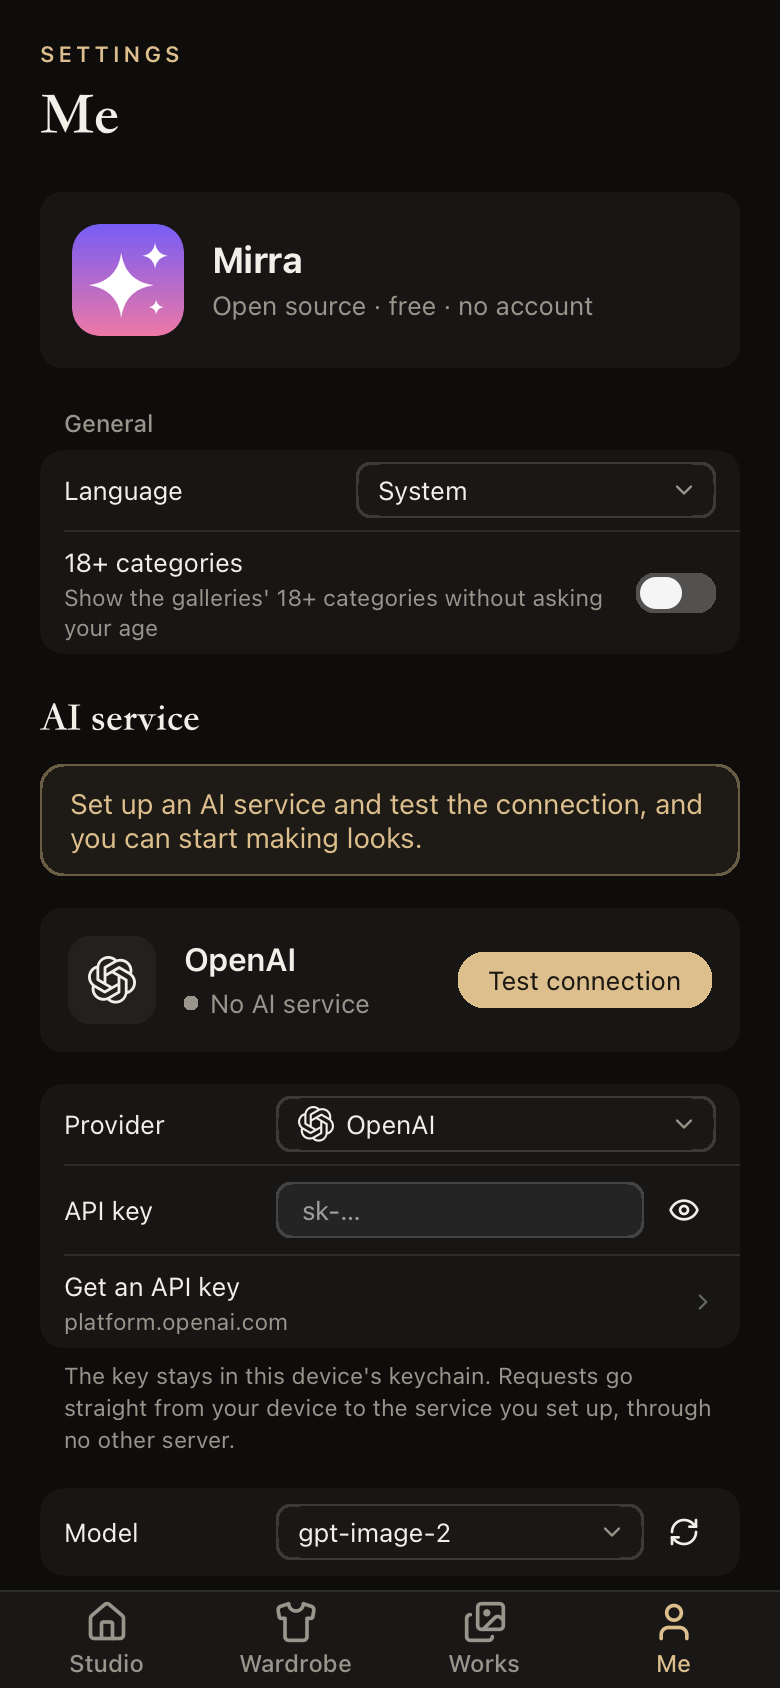 SETTINGS
Me
Mirra
Open source · free · no account
General
Language
System
18+ categories
Show the galleries' 18+ categories without asking
your age
AI service
Set up an AI service and test the connection, and
you can start making looks.
OpenAI
No AI service
Test connection
Provider
OpenAI
API key
sk-...
Get an API key
platform.openai.com
The key stays in this device's keychain. Requests go
straight from your device to the service you set up, through
no other server.
Model
gpt-image-2
Studio
Wardrobe
Works
Me